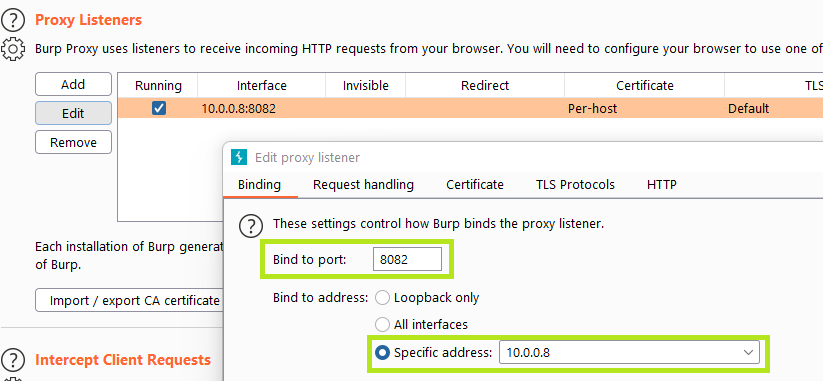 Proxy Listeners
Burp Proxy uses listeners to receive incoming HTTP requests from your browser. You will need to configure your browser to use one of
Add
Running Interface Invisible Redirect Certificate TLS
10.0.0.8:8082 Per-host Default
Edit
Remove
Edit proxy listener
Binding Request handling Certificate TLS Protocols HTTP
These settings control how Burp binds the proxy listener.
Bind to port: 8082
Each installation of Burp
of Burp.
Bind to address: Loopback only
Import / export CA certificate
All interfaces
Specific address: 10.0.0.8
Intercept Client Requests